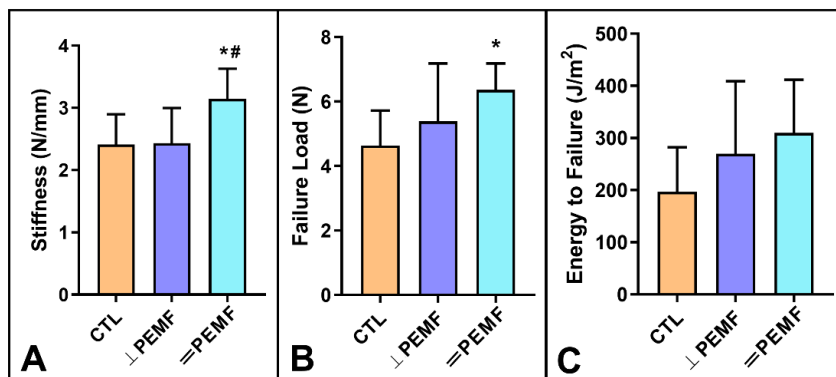 Stiffness (N/mm)
4
3
2
1
0
*#
CTL
⊥ PEMF
=PEMF
A
Failure Load (N)
8
6
4
2
0
*
CTL
⊥ PEMF
=PEMF
B
Energy to Failure (J/m²)
500
400
300
200
100
0
CTL
⊥ PEMF
=PEMF
C